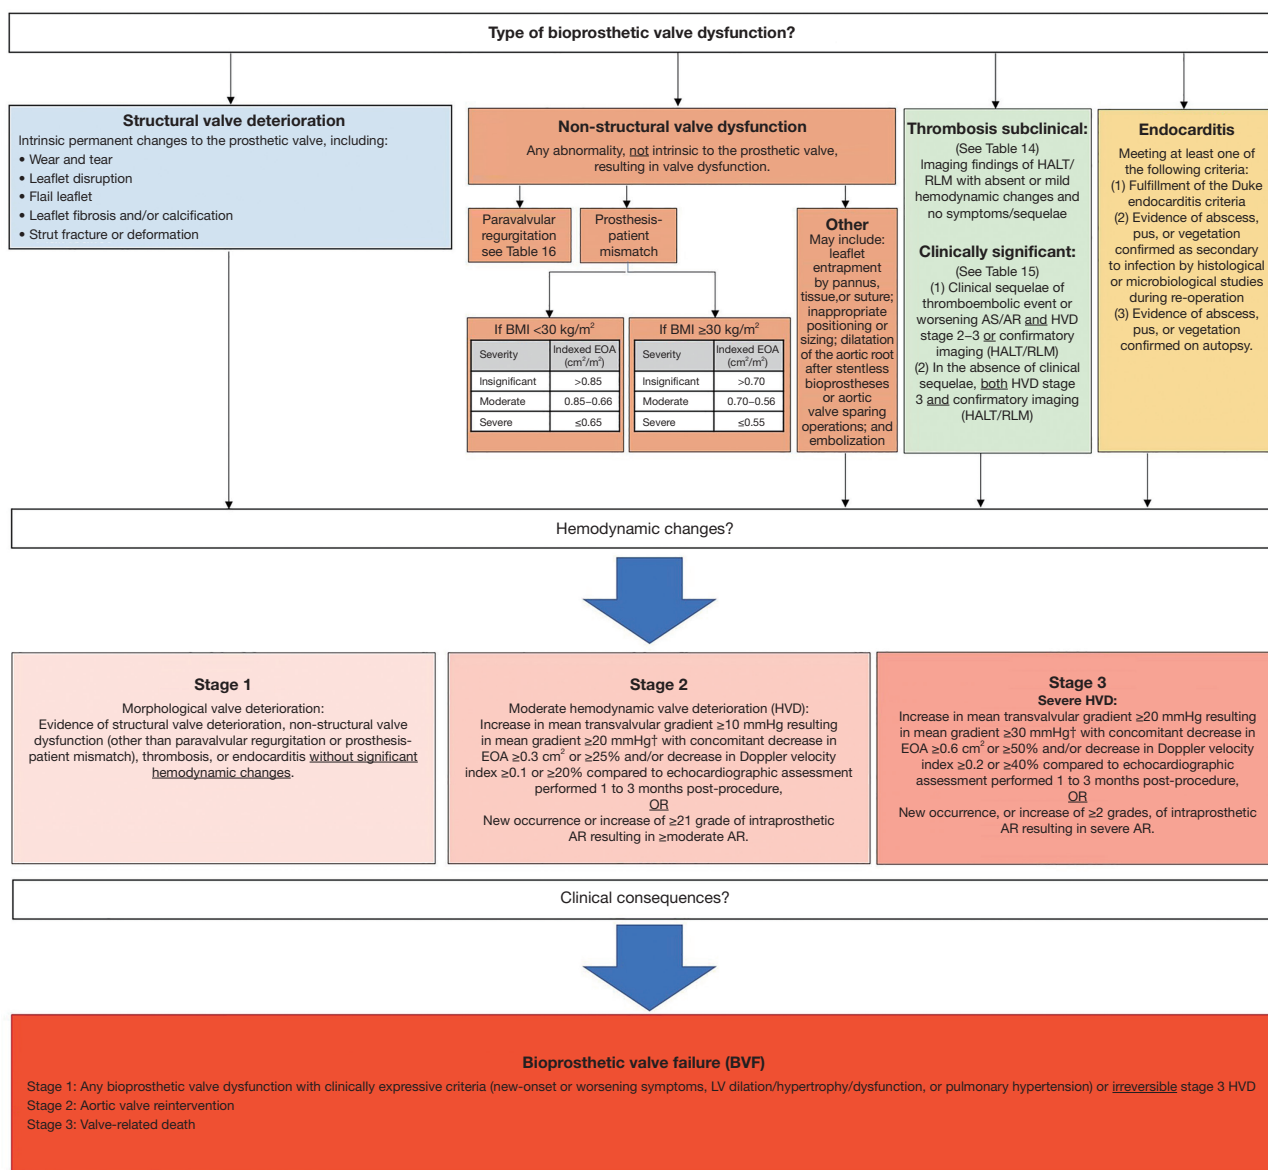 Type of bioprosthetic valve dysfunction?
Structural valve deterioration
Intrinsic permanent changes to the prosthetic valve, including:
• Wear and tear
• Leaflet disruption
• Flail leaflet
• Leaflet fibrosis and/or calcification
• Strut fracture or deformation
Non-structural valve dysfunction
Any abnormality, not intrinsic to the prosthetic valve,
resulting in valve dysfunction.
Paravalvular
regurgitation
see Table 16
Prosthesis-
patient
mismatch
If BMI <30 kg/m²
Severity Indexed EOA
(cm²/m²)
Insignificant >0.85
Moderate 0.85–0.66
Severe ≤0.65
If BMI ≥30 kg/m²
Severity Indexed EOA
(cm²/m²)
Insignificant >0.70
Moderate 0.70–0.56
Severe ≤0.55
Other
May include:
leaflet
entrapment
by pannus,
tissue,or suture;
inappropriate
positioning or
sizing; dilatation
of the aortic root
after stentless
bioprostheses
or aortic
valve sparing
operations; and
embolization
Thrombosis subclinical:
(See Table 14)
Imaging findings of HALT/
RLM with absent or mild
hemodynamic changes and
no symptoms/sequelae
Clinically significant:
(See Table 15)
(1) Clinical sequelae of
thromboembolic event or
worsening AS/AR and HVD
stage 2–3 or confirmatory
imaging (HALT/RLM)
(2) In the absence of clinical
sequelae, both HVD stage
3 and confirmatory imaging
(HALT/RLM)
Endocarditis
Meeting at least one of
the following criteria:
(1) Fulfillment of the Duke
endocarditis criteria
(2) Evidence of abscess,
pus, or vegetation
confirmed as secondary
to infection by histological
or microbiological studies
during re-operation
(3) Evidence of abscess,
pus, or vegetation
confirmed on autopsy.
Hemodynamic changes?
Stage 1
Morphological valve deterioration:
Evidence of structural valve deterioration, non-structural valve
dysfunction (other than paravalvular regurgitation or prosthesis-
patient mismatch), thrombosis, or endocarditis without significant
hemodynamic changes.
Stage 2
Moderate hemodynamic valve deterioration (HVD):
Increase in mean transvalvular gradient ≥10 mmHg resulting
in mean gradient ≥20 mmHg† with concomitant decrease in
EOA ≥0.3 cm² or ≥25% and/or decrease in Doppler velocity
index ≥0.1 or ≥20% compared to echocardiographic assessment
performed 1 to 3 months post-procedure,
OR
New occurrence or increase of ≥21 grade of intraprosthetic
AR resulting in ≥moderate AR.
Stage 3
Severe HVD:
Increase in mean transvalvular gradient ≥20 mmHg resulting
in mean gradient ≥30 mmHg† with concomitant decrease in
EOA ≥0.6 cm² or ≥50% and/or decrease in Doppler velocity
index ≥0.2 or ≥40% compared to echocardiographic
assessment performed 1 to 3 months post-procedure,
OR
New occurrence, or increase of ≥2 grades, of intraprosthetic
AR resulting in severe AR.
Clinical consequences?
Bioprosthetic valve failure (BVF)
Stage 1: Any bioprosthetic valve dysfunction with clinically expressive criteria (new-onset or worsening symptoms, LV dilation/hypertrophy/dysfunction, or pulmonary hypertension) or irreversible stage 3 HVD
Stage 2: Aortic valve reintervention
Stage 3: Valve-related death